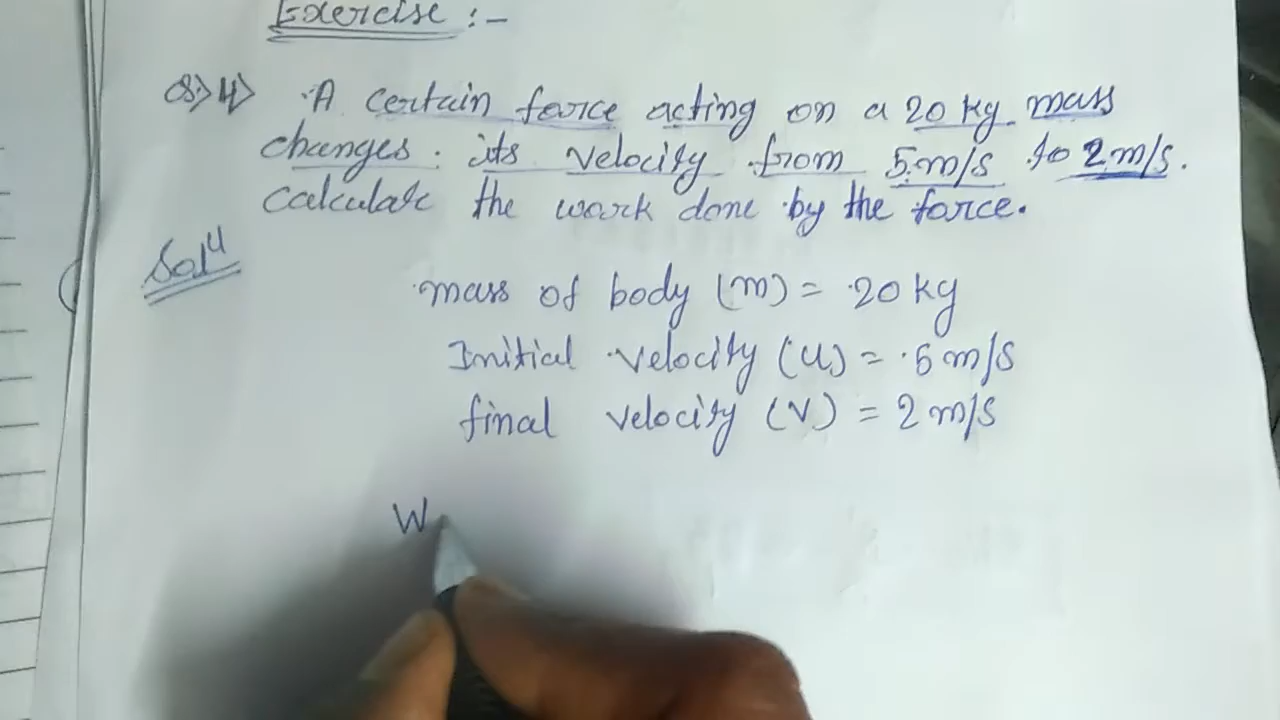 Exercise :-
Q>4> A certain force acting on a 20 kg mass
changes its velocity from 5 m/s to 2 m/s.
calculate the work done by the force.
Solⁿ
mass of body (m) = 20 kg
Initial velocity (u) = 5 m/s
final velocity (v) = 2 m/s
W